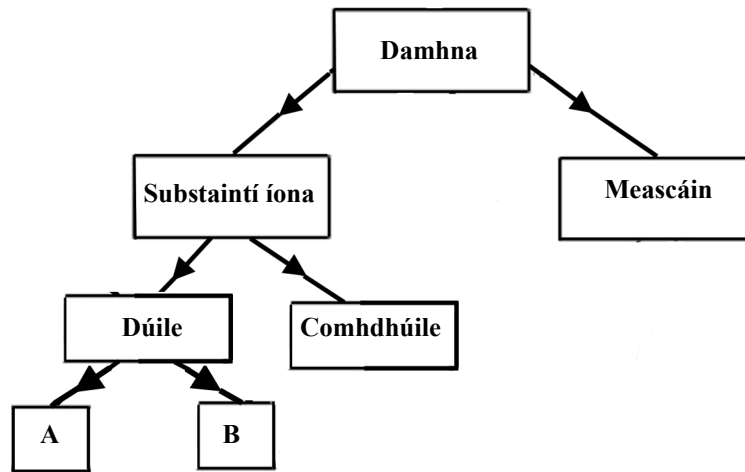 Damhna
Substaintí íona
Meascáin
Dúile
Comhdhúile
A
B